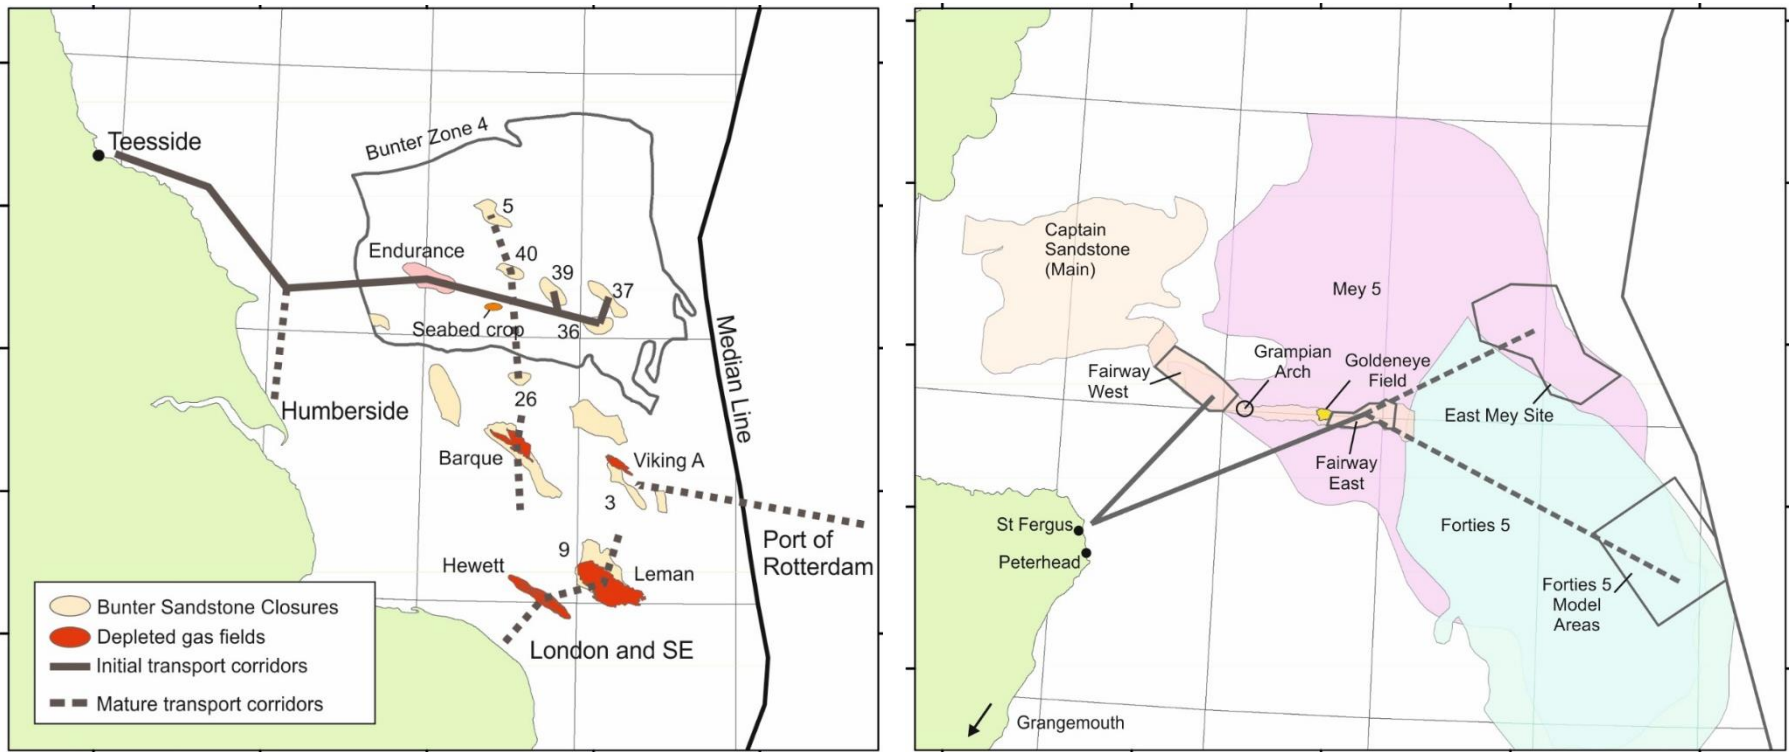 Teesside
Bunter Zone 4
5
Endurance
40
39
37
Seabed crop
36
Median Line
26
Humberside
Barque
Viking A
3
Port of
Rotterdam
9
Hewett
Leman
London and SE
Bunter Sandstone Closures
Depleted gas fields
Initial transport corridors
Mature transport corridors
Captain
Sandstone
(Main)
Mey 5
Grampian
Arch
Goldeneye
Field
Fairway
West
East Mey Site
Fairway
East
St Fergus
Forties 5
Peterhead
Forties 5
Model
Areas
Grangemouth